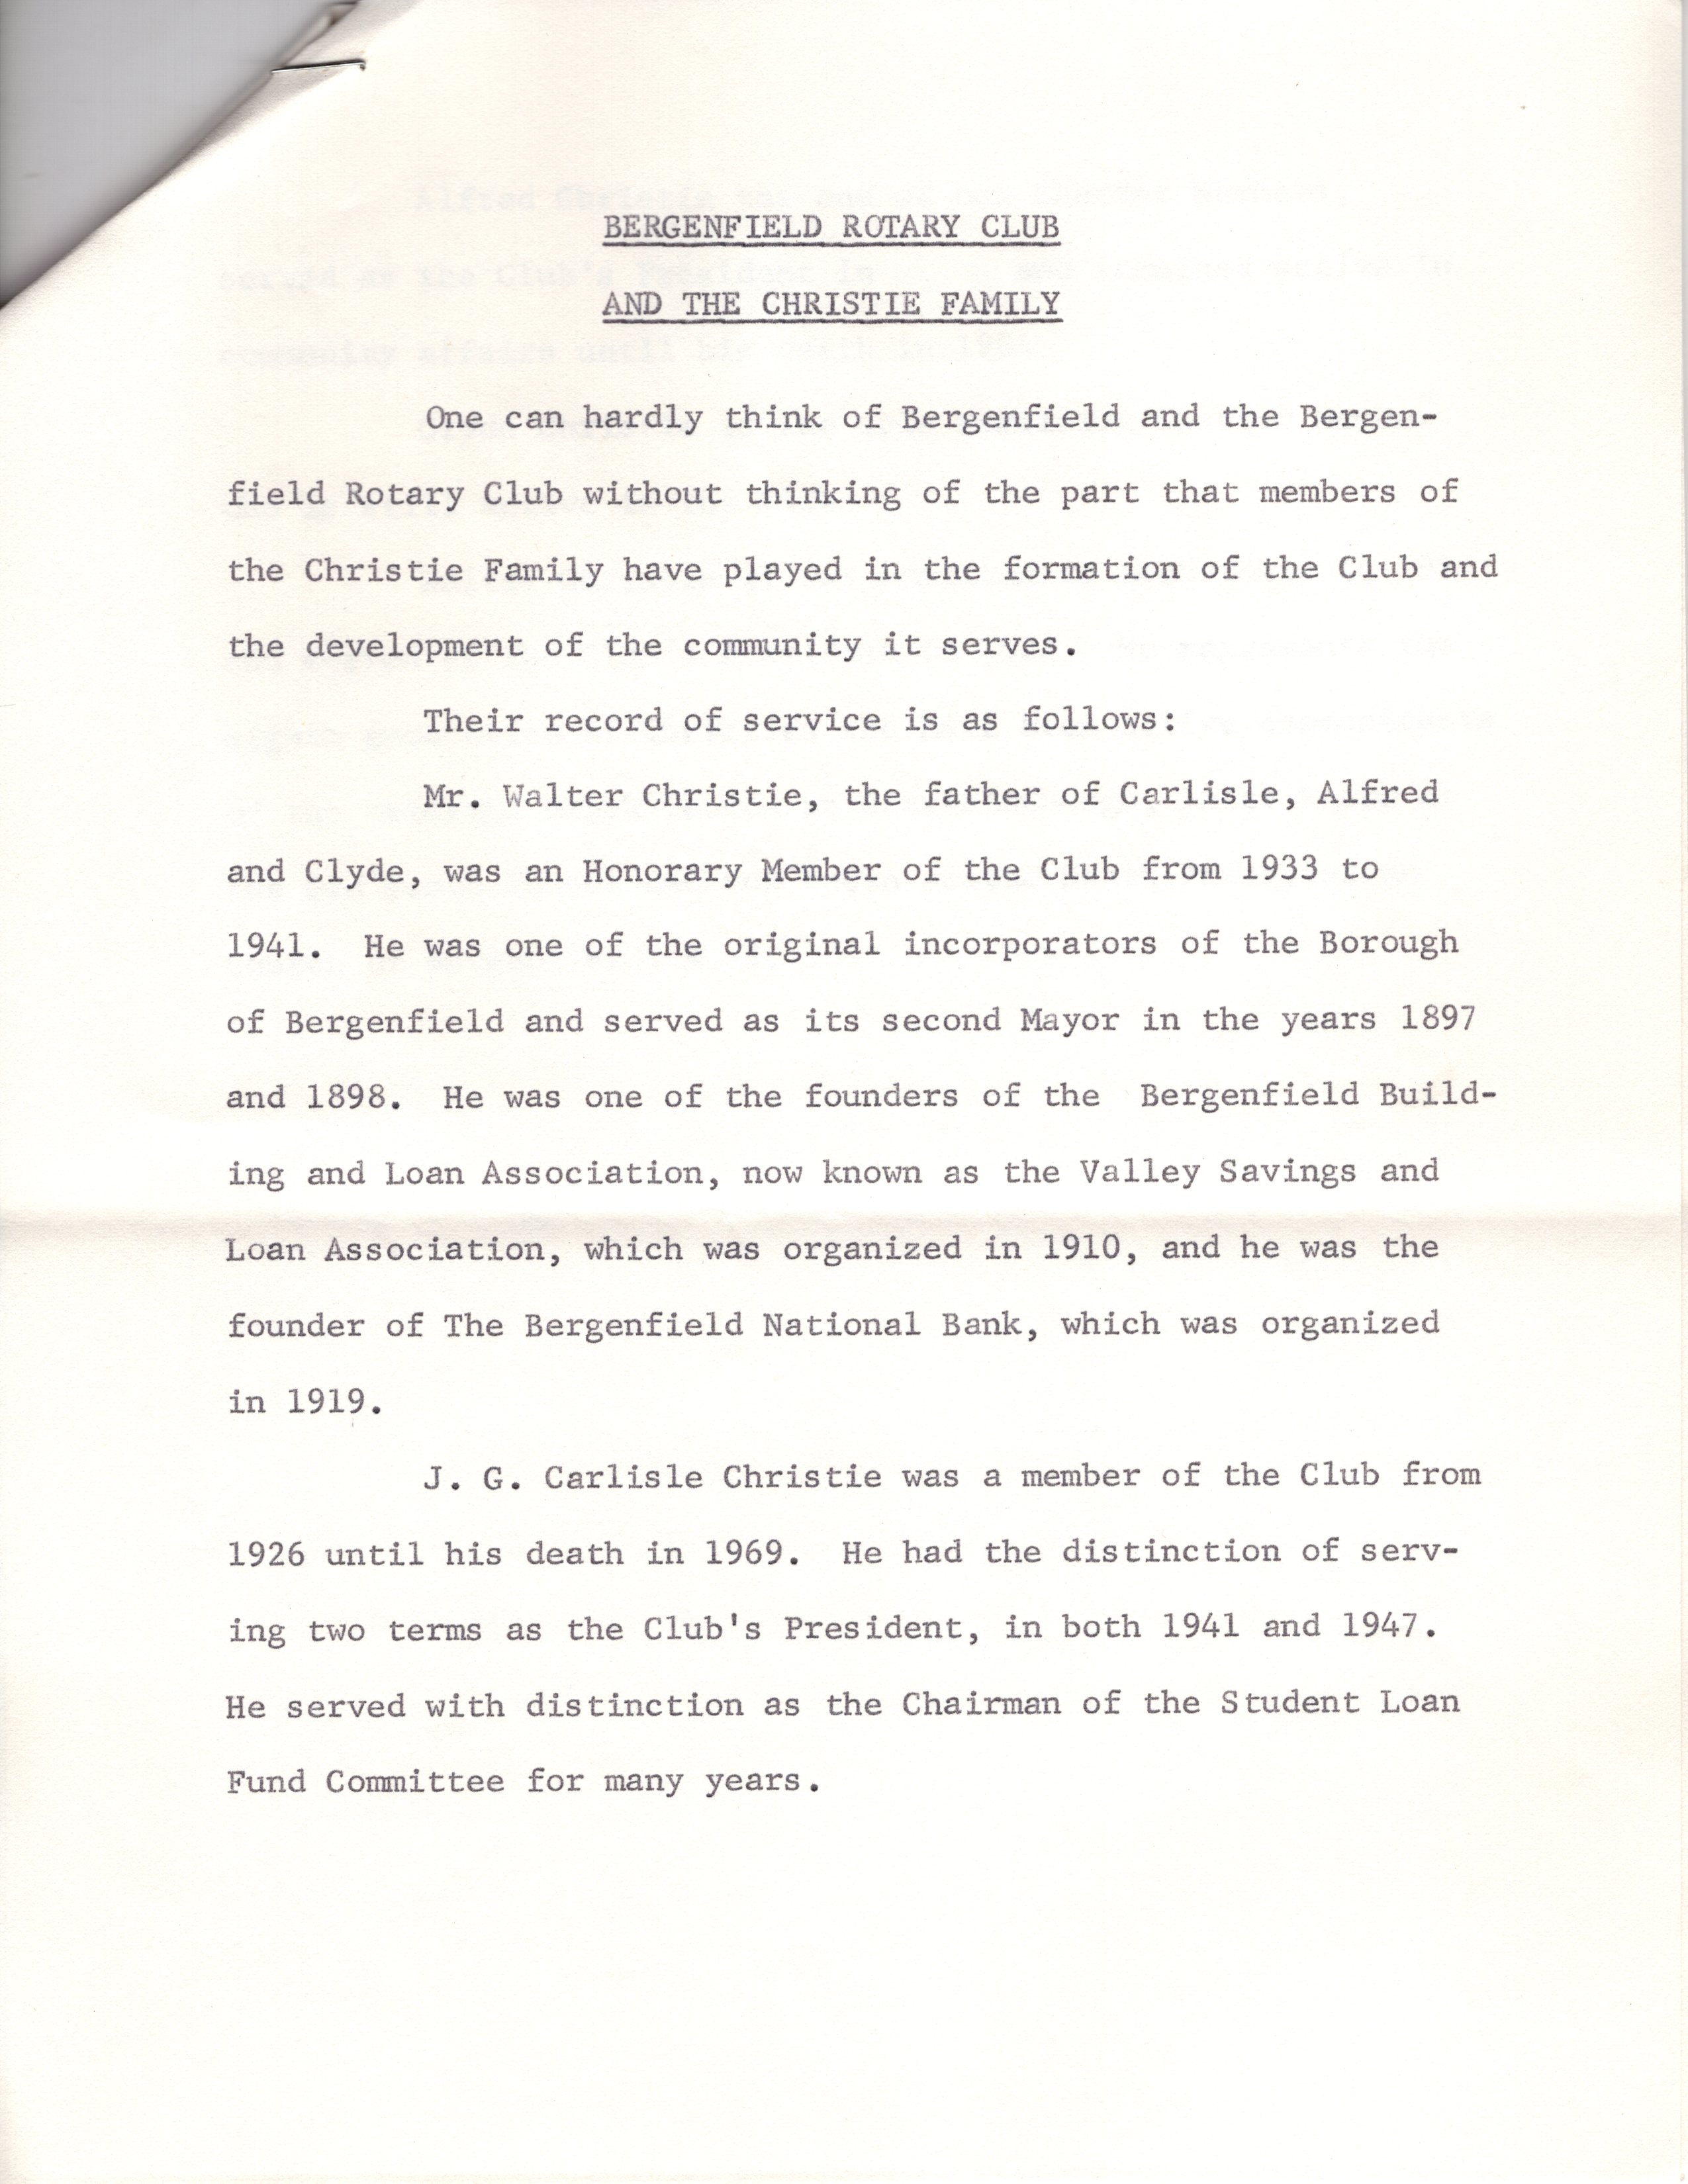 BERGENFIELD ROTARY CLUB
AND THE CHRISTIE FAMILY
One can hardly think of Bergenfield and the Bergen-
field Rotary Club without thinking of the part that members of
the Christie Family have played in the formation of the Club and
the development of the community it serves.
Their record of service is as follows:
Mr. Walter Christie, the father of Carlisle, Alfred
and Clyde, was an Honorary Member of the Club from 1933 to
1941. He was one of the original incorporators of the Borough
of Bergenfield and served as its second Mayor in the years 1897
and 1898. He was one of the founders of the Bergenfield Build-
ing and Loan Association, now known as the Valley Savings and
Loan Association, which was organized in 1910, and he was the
founder of The Bergenfield National Bank, which was organized
in 1919.
J. G. Carlisle Christie was a member of the Club from
1926 until his death in 1969. He had the distinction of serv-
ing two terms as the Club's President, in both 1941 and 1947.
He served with distinction as the Chairman of the Student Loan
Fund Committee for many years.